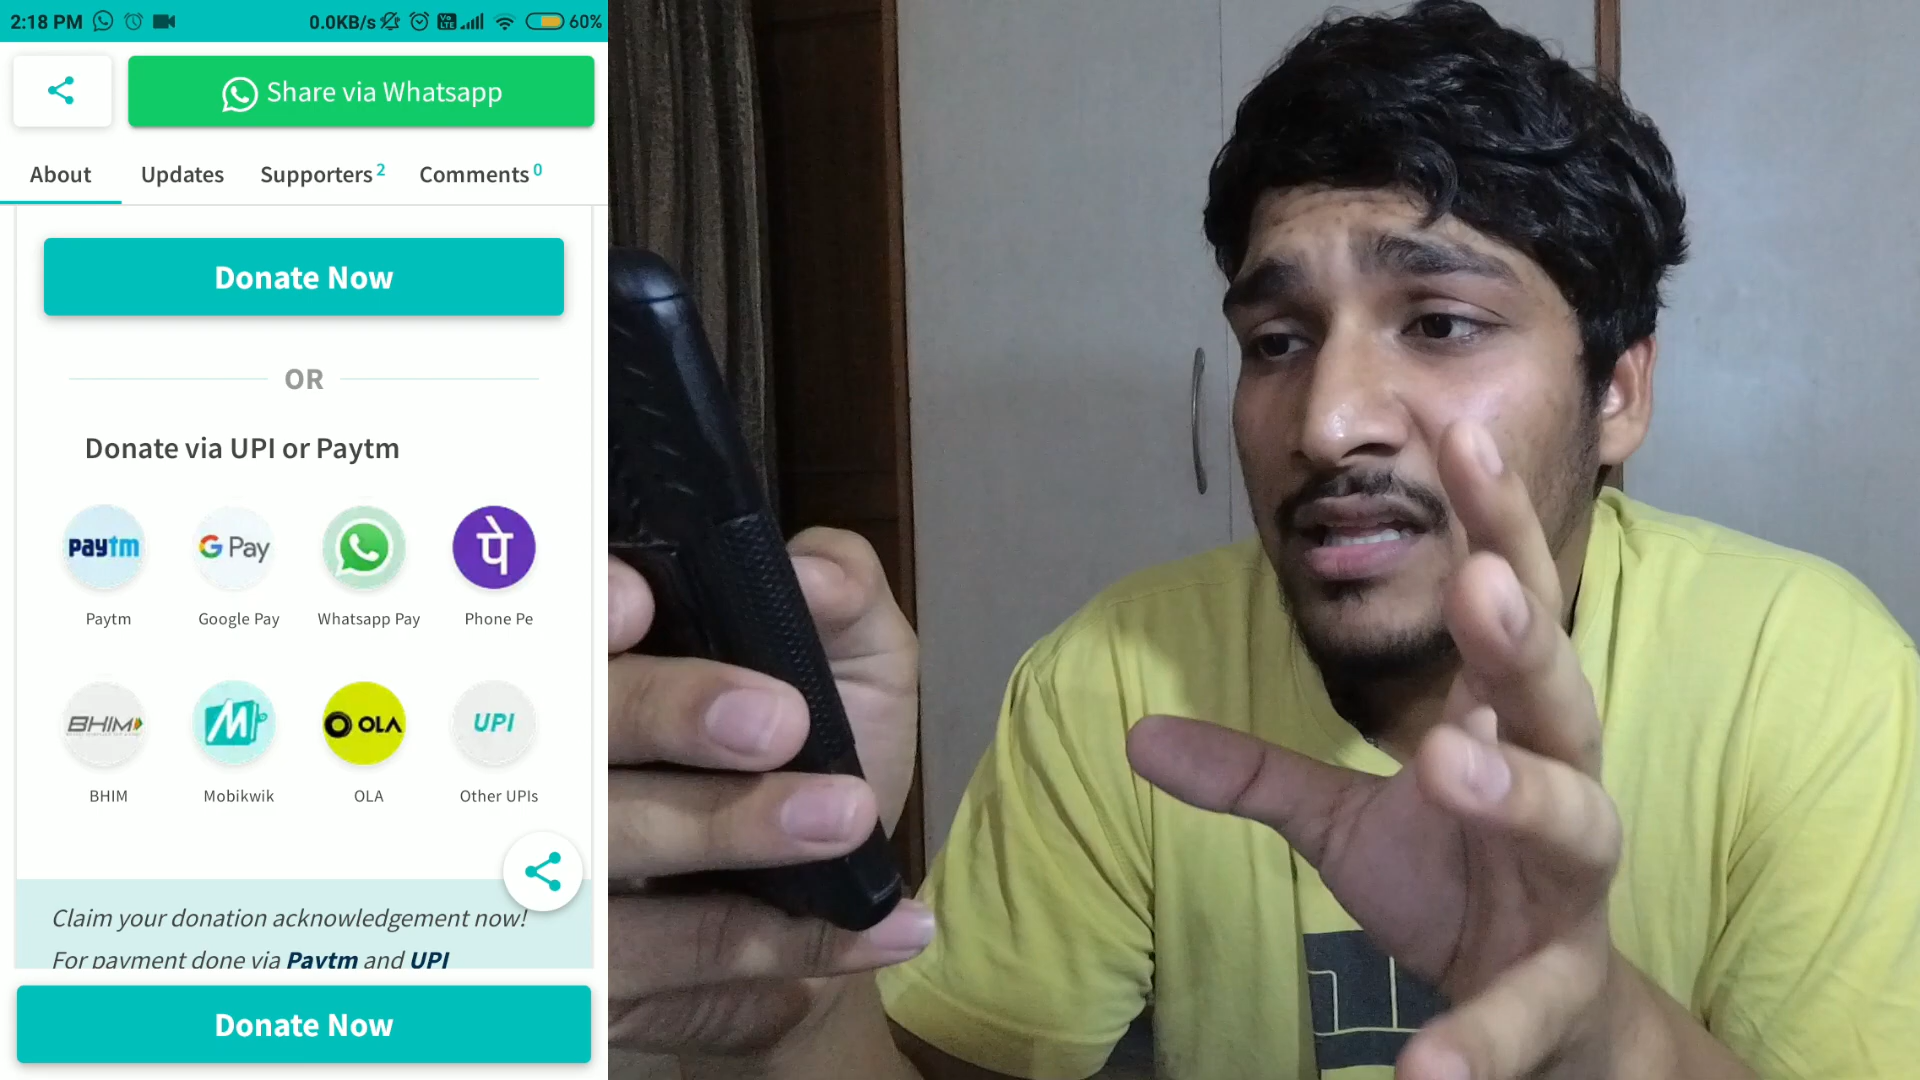 2:18 PM 0.0KB/s Vo LTE 60%
Share via Whatsapp
About Updates Supporters 2 Comments 0
Donate Now
OR
Donate via UPI or Paytm
Paytm G Pay पे
Paytm Google Pay Whatsapp Pay Phone Pe
BHIM M OLA UPI
BHIM Mobikwik OLA Other UPIs
Claim your donation acknowledgement now!
For payment done via Paytm and UPI
Donate Now